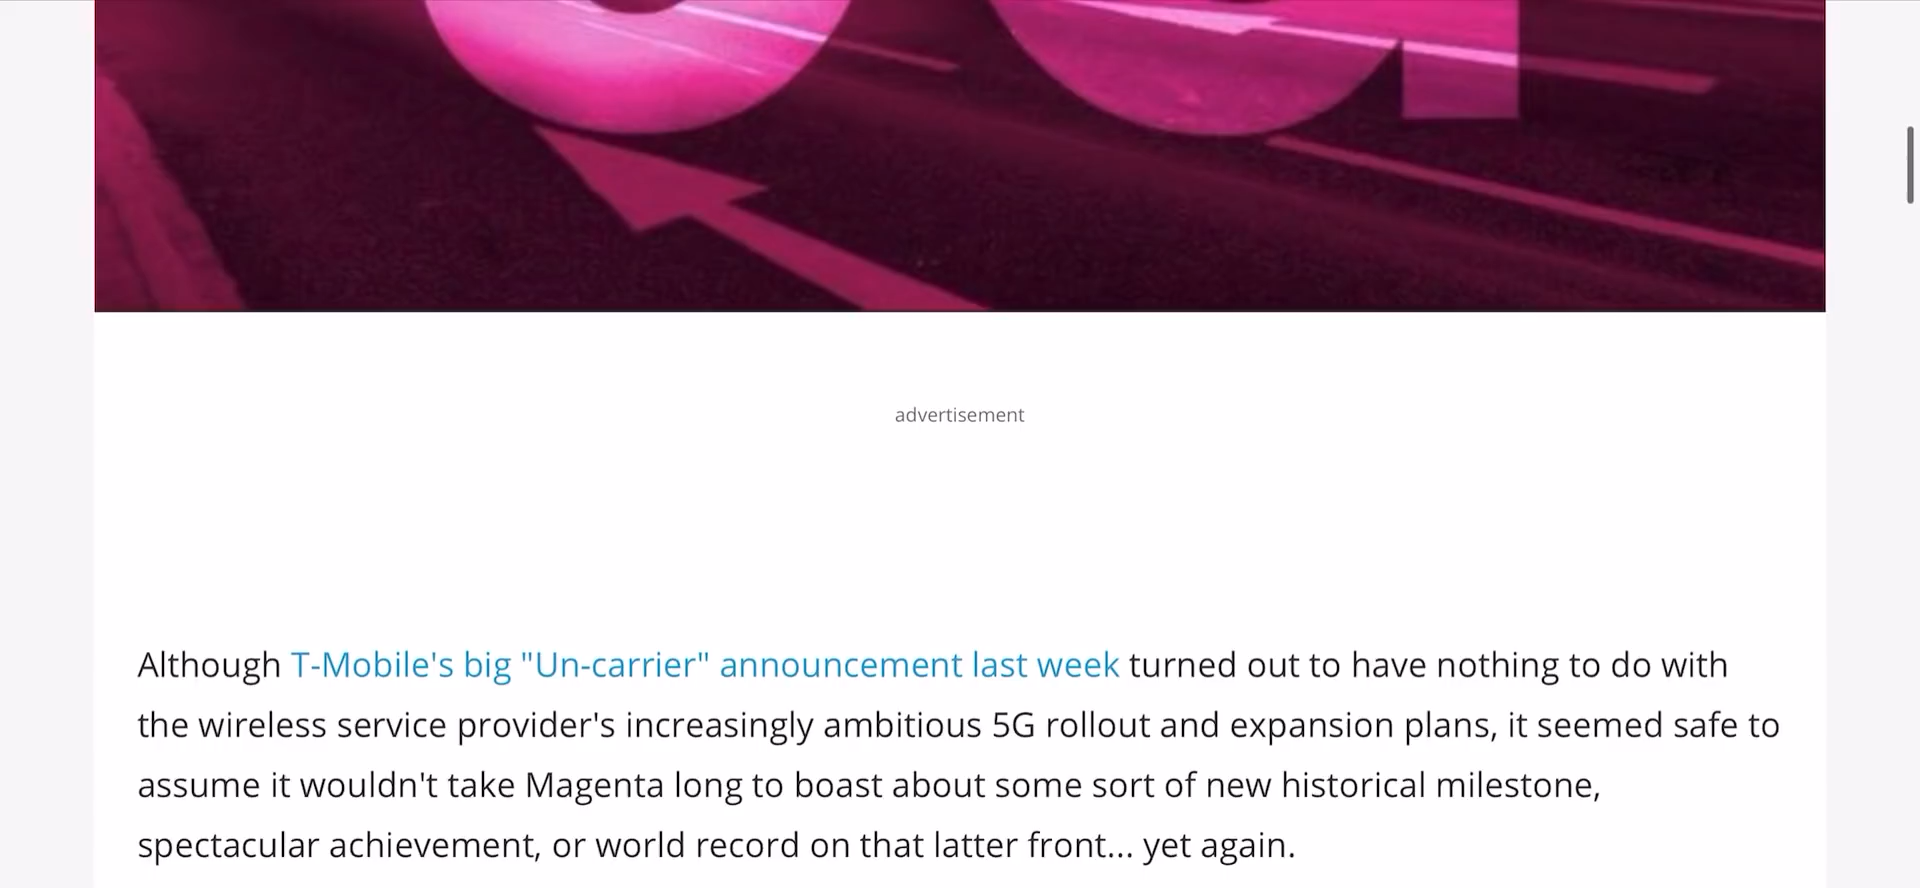 advertisement
Although T-Mobile's big "Un-carrier" announcement last week turned out to have nothing to do with
the wireless service provider's increasingly ambitious 5G rollout and expansion plans, it seemed safe to
assume it wouldn't take Magenta long to boast about some sort of new historical milestone,
spectacular achievement, or world record on that latter front... yet again.